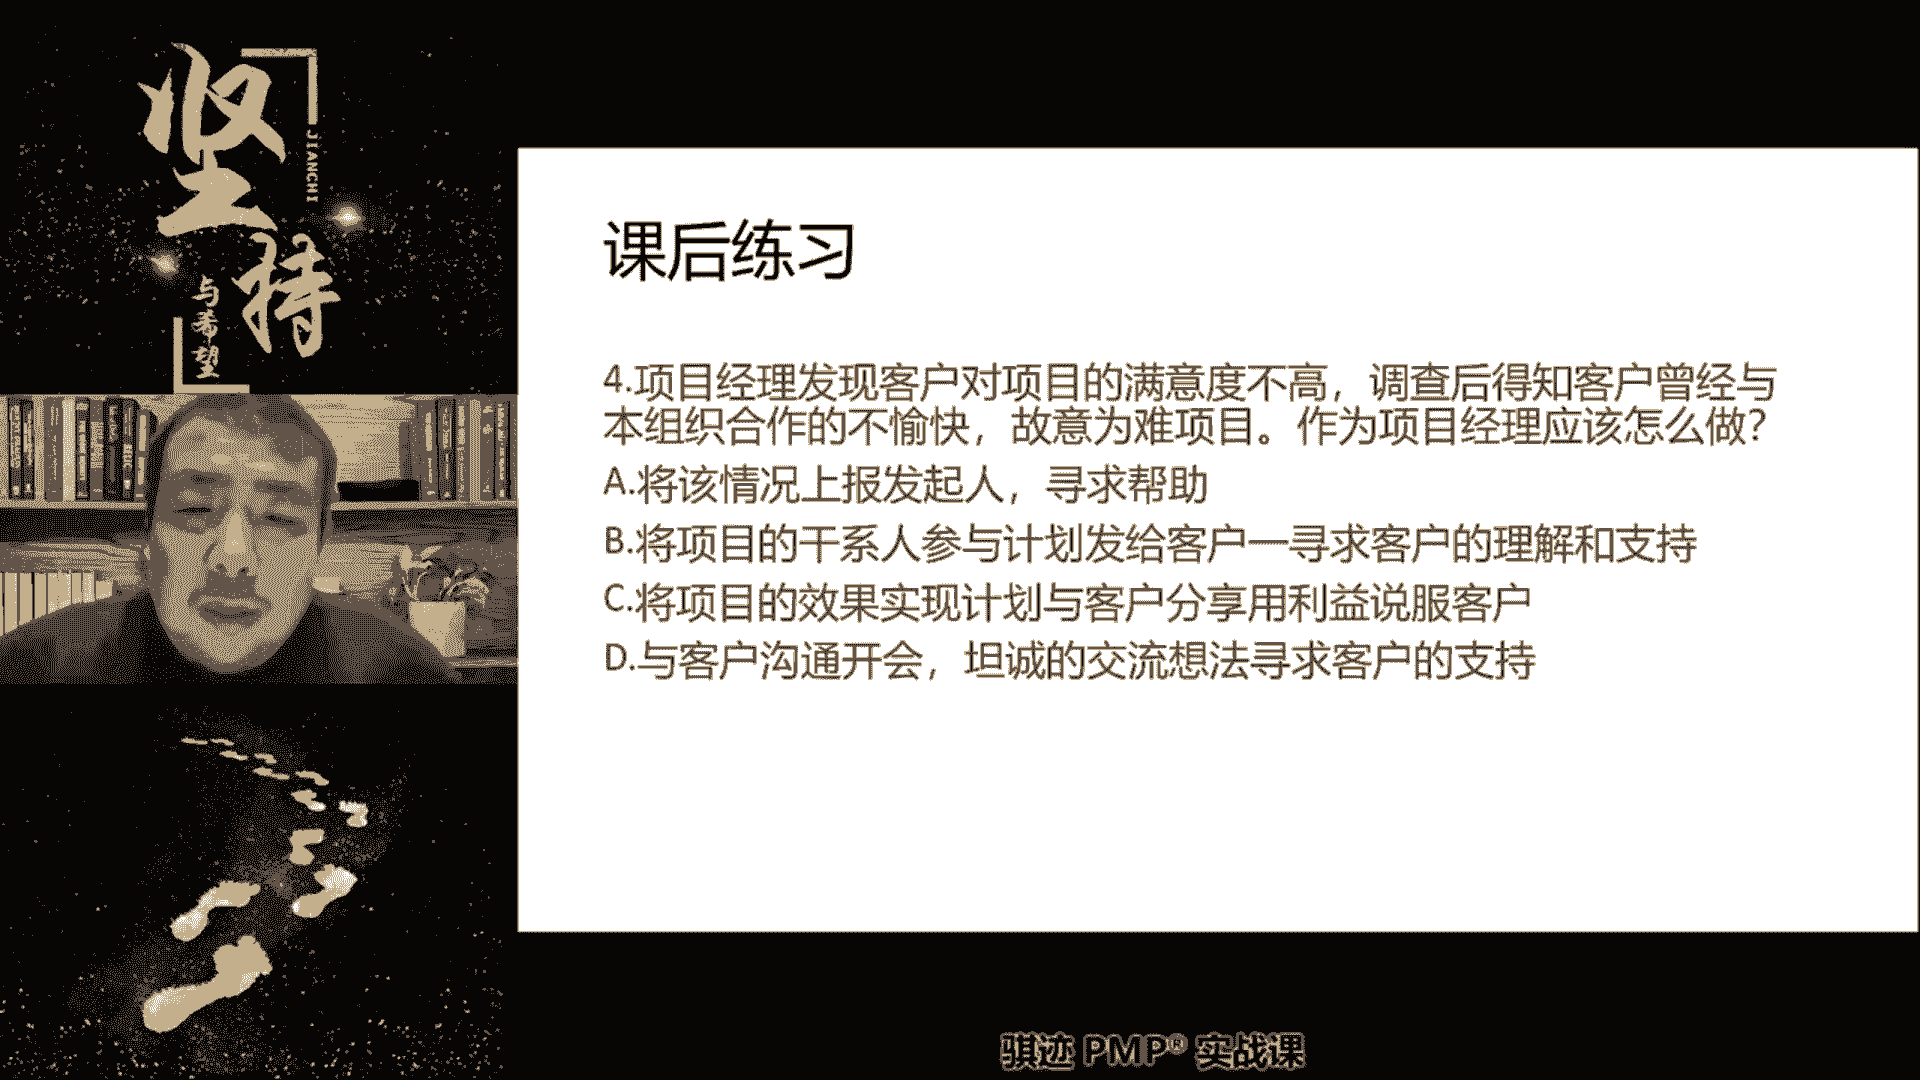 坚持
JIANCHI
与希望
课后练习
4.项目经理发现客户对项目的满意度不高，调查后得知客户曾经与
本组织合作的不愉快，故意为难项目。作为项目经理应该怎么做？
A.将该情况上报发起人，寻求帮助
B.将项目的干系人参与计划发给客户—寻求客户的理解和支持
C.将项目的效果实现计划与客户分享用利益说服客户
D.与客户沟通开会，坦诚的交流想法寻求客户的支持
骐迹 PMP® 实战课